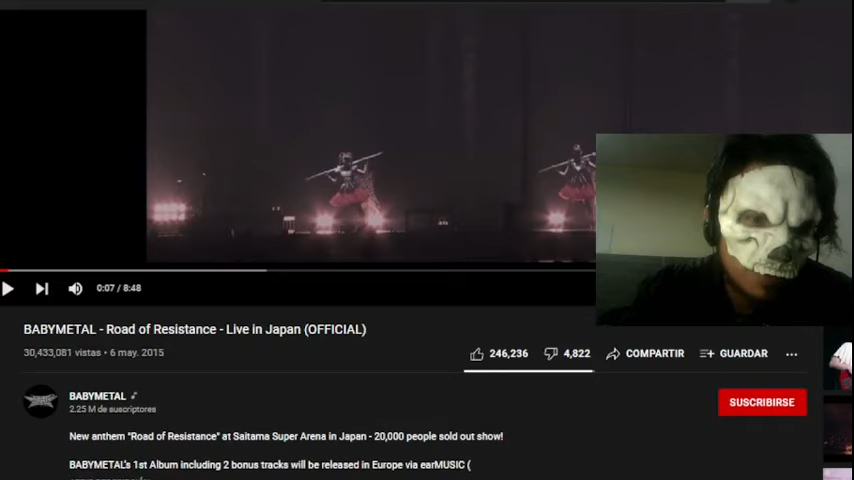 0:07 / 8:48
BABYMETAL - Road of Resistance - Live in Japan (OFFICIAL)
30,433,081 vistas • 6 may. 2015
246,236
4,822
COMPARTIR
GUARDAR
BABYMETAL
2.25 M de suscriptores
SUSCRIBIRSE
New anthem "Road of Resistance" at Saitama Super Arena in Japan - 20,000 people sold out show!
BABYMETAL's 1st Album including 2 bonus tracks will be released in Europe via earMUSIC (